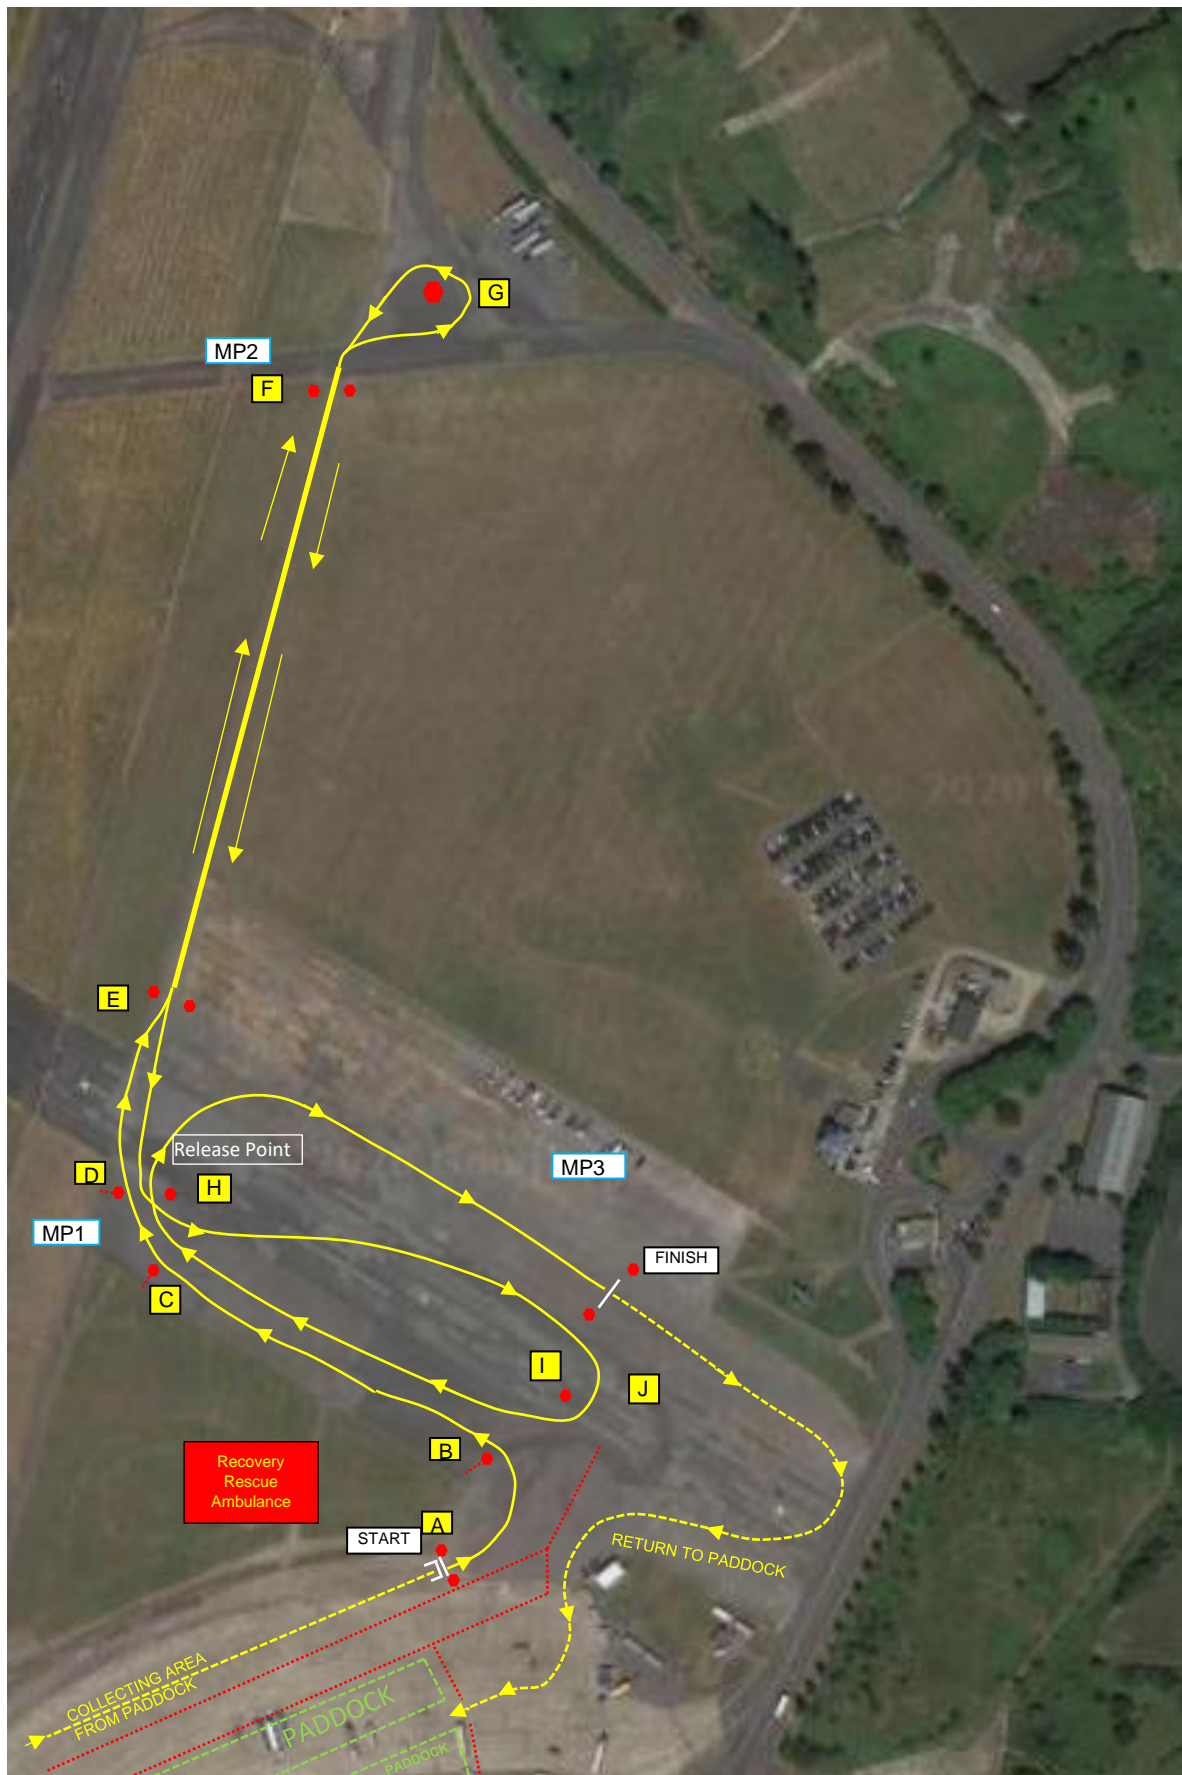 G
MP2
F
E
Release Point
D
H
MP3
MP1
FINISH
C
I
J
B
Recovery
Rescue
Ambulance
A
START
RETURN TO PADDOCK
COLLECTING AREA
FROM PADDOCK
PADDOCK
PADDOCK